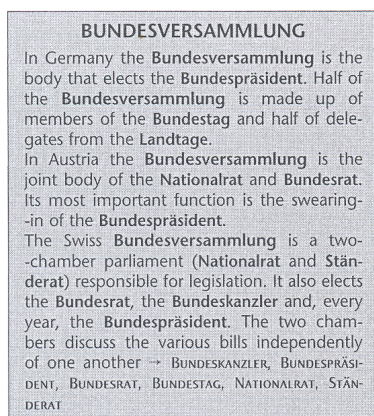 BUNDESVERSAMMLUNG
In Germany the Bundesversammlung is the
body that elects the Bundespräsident. Half of
the Bundesversammlung is made up of
members of the Bundestag and half of dele-
gates from the Landtage.
In Austria the Bundesversammlung is the
joint body of the Nationalrat and Bundesrat.
Its most important function is the swearing-
-in of the Bundespräsident.
The Swiss Bundesversammlung is a two-
-chamber parliament (Nationalrat and Stän-
derat) responsible for legislation. It also elects
the Bundesrat, the Bundeskanzler and, every
year, the Bundespräsident. The two cham-
bers discuss the various bills independently
of one another → BUNDESKANZLER, BUNDESPRÄSI-
DENT, BUNDESRAT, BUNDESTAG, NATIONALRAT, STÄN-
DERAT